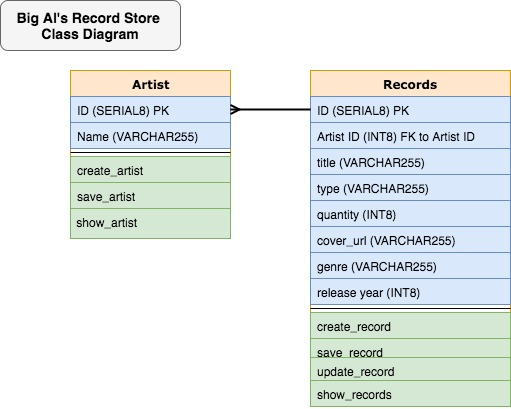 Big Al's Record Store
Class Diagram
Artist
ID (SERIAL8) PK
Name (VARCHAR255)
create_artist
save_artist
show_artist
Records
ID (SERIAL8) PK
Artist ID (INT8) FK to Artist ID
title (VARCHAR255)
type (VARCHAR255)
quantity (INT8)
cover_url (VARCHAR255)
genre (VARCHAR255)
release year (INT8)
create_record
save_record
update_record
show_records